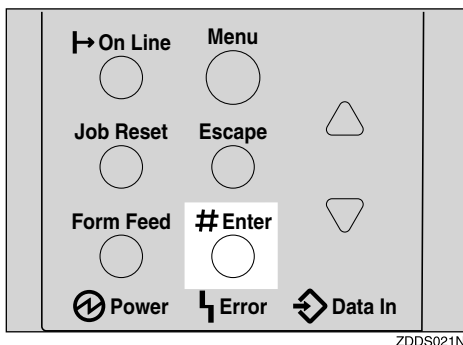 On Line Menu
Job Reset Escape
Form Feed # Enter
Power Error Data In
ZDDS021N